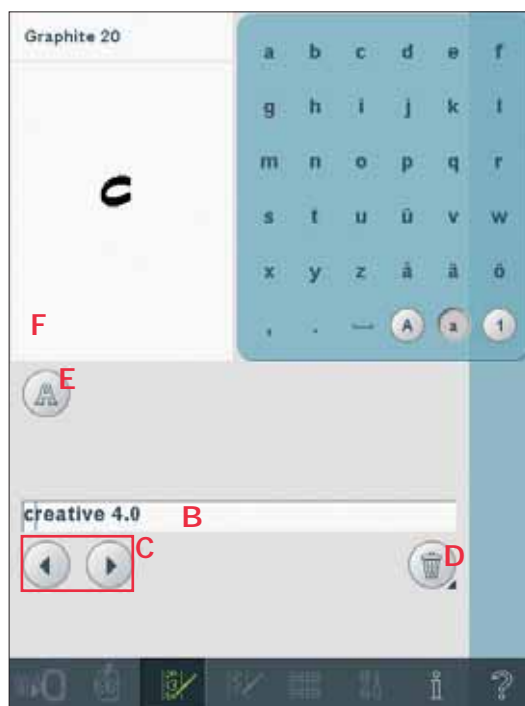 Graphite 20
c
a b c d e f
g h i j k l
m n o p q r
s t u ü v w
x y z å ä ö
, . A a 1
F
E
A
creative 4.0
B
C
D
i ?